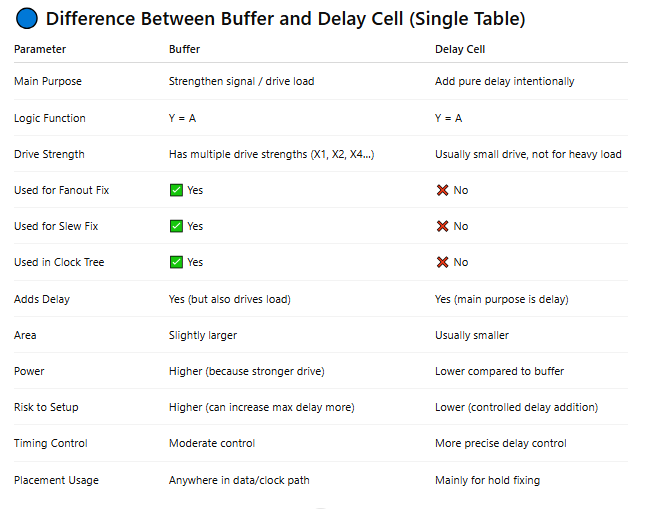 Difference Between Buffer and Delay Cell (Single Table)
Parameter Buffer Delay Cell
Main Purpose Strengthen signal / drive load Add pure delay intentionally
Logic Function Y = A Y = A
Drive Strength Has multiple drive strengths (X1, X2, X4...) Usually small drive, not for heavy load
Used for Fanout Fix ✅ Yes ❌ No
Used for Slew Fix ✅ Yes ❌ No
Used in Clock Tree ✅ Yes ❌ No
Adds Delay Yes (but also drives load) Yes (main purpose is delay)
Area Slightly larger Usually smaller
Power Higher (because stronger drive) Lower compared to buffer
Risk to Setup Higher (can increase max delay more) Lower (controlled delay addition)
Timing Control Moderate control More precise delay control
Placement Usage Anywhere in data/clock path Mainly for hold fixing